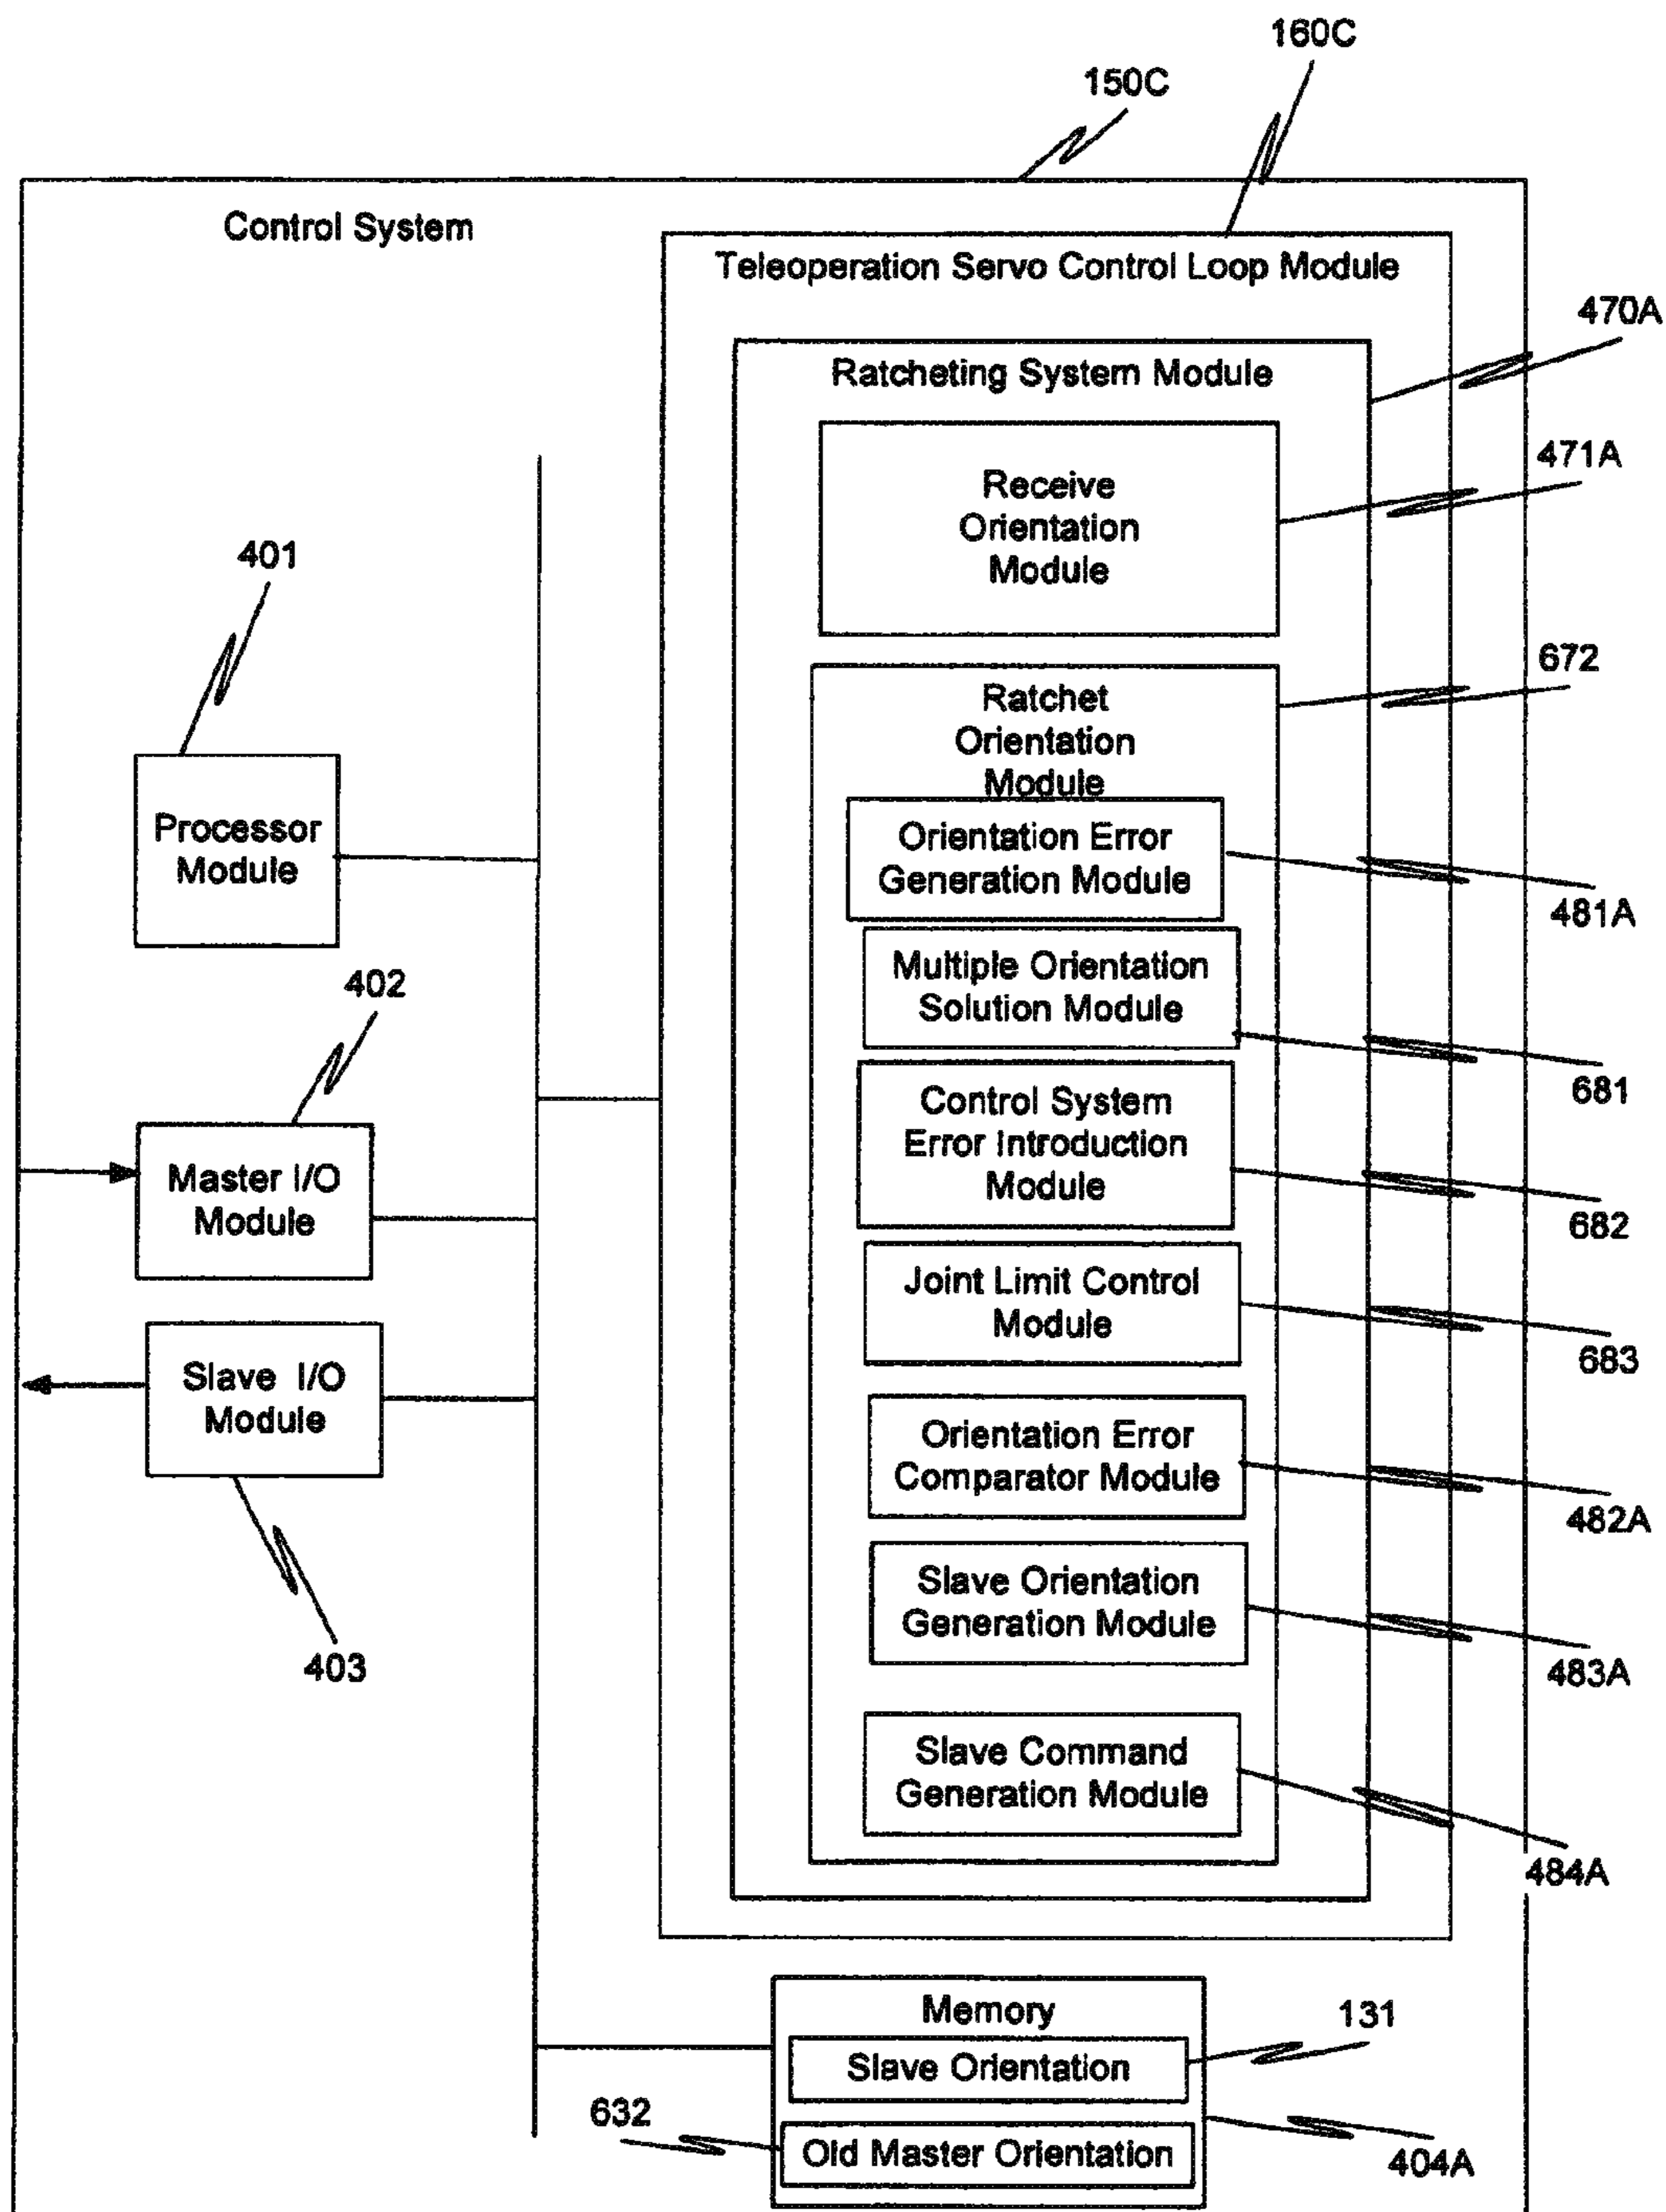 160C
150C
Control System
Teleoperation Servo Control Loop Module
470A
Ratcheting System Module
471A
Receive
Orientation
Module
401
672
Ratchet
Orientation
Module
Processor
Module
Orientation Error
Generation Module
481A
402
Multiple Orientation
Solution Module
681
Control System
Error Introduction
Module
682
Master I/O
Module
Joint Limit Control
Module
683
Slave I/O
Module
Orientation Error
Comparator Module
482A
403
Slave Orientation
Generation Module
483A
Slave Command
Generation Module
484A
Memory
131
Slave Orientation
632
Old Master Orientation
404A